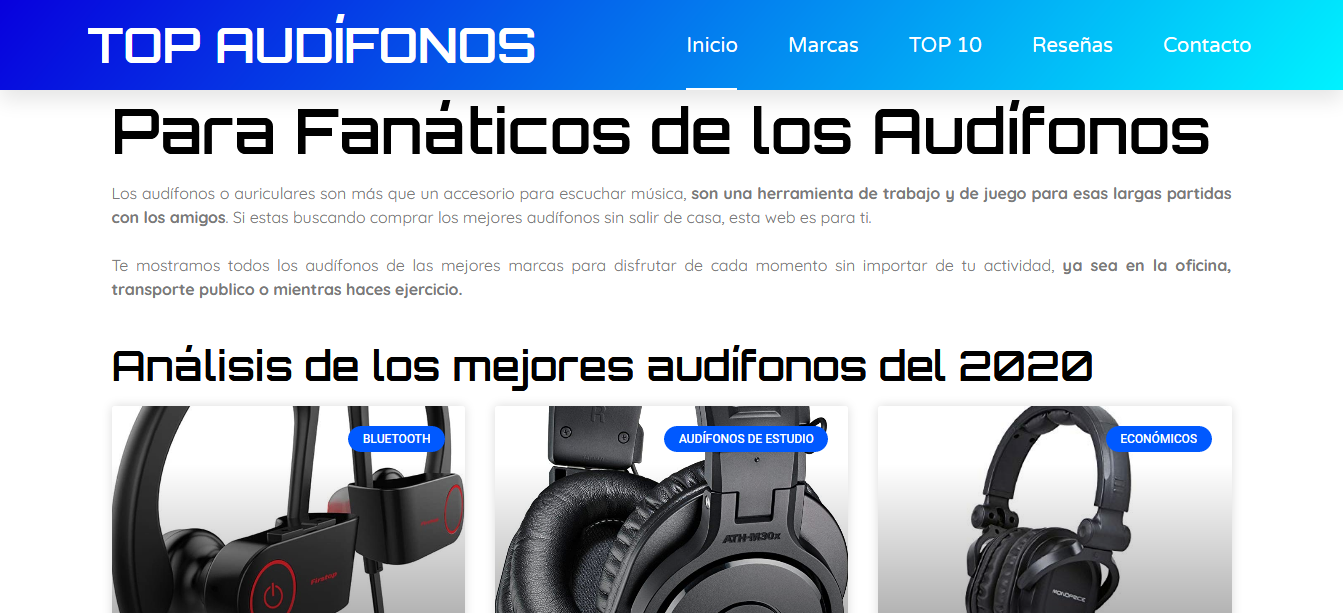 TOP AUDÍFONOS
Inicio Marcas TOP 10 Reseñas Contacto
Para Fanáticos de los Audífonos
Los audífonos o auriculares son más que un accesorio para escuchar música, son una herramienta de trabajo y de juego para esas largas partidas
con los amigos. Si estas buscando comprar los mejores audífonos sin salir de casa, esta web es para ti.
Te mostramos todos los audífonos de las mejores marcas para disfrutar de cada momento sin importar de tu actividad, ya sea en la oficina,
transporte publico o mientras haces ejercicio.
Análisis de los mejores audífonos del 2020
BLUETOOTH
AUDÍFONOS DE ESTUDIO
ECONÓMICOS
ATH-M30x
MONOPRICE